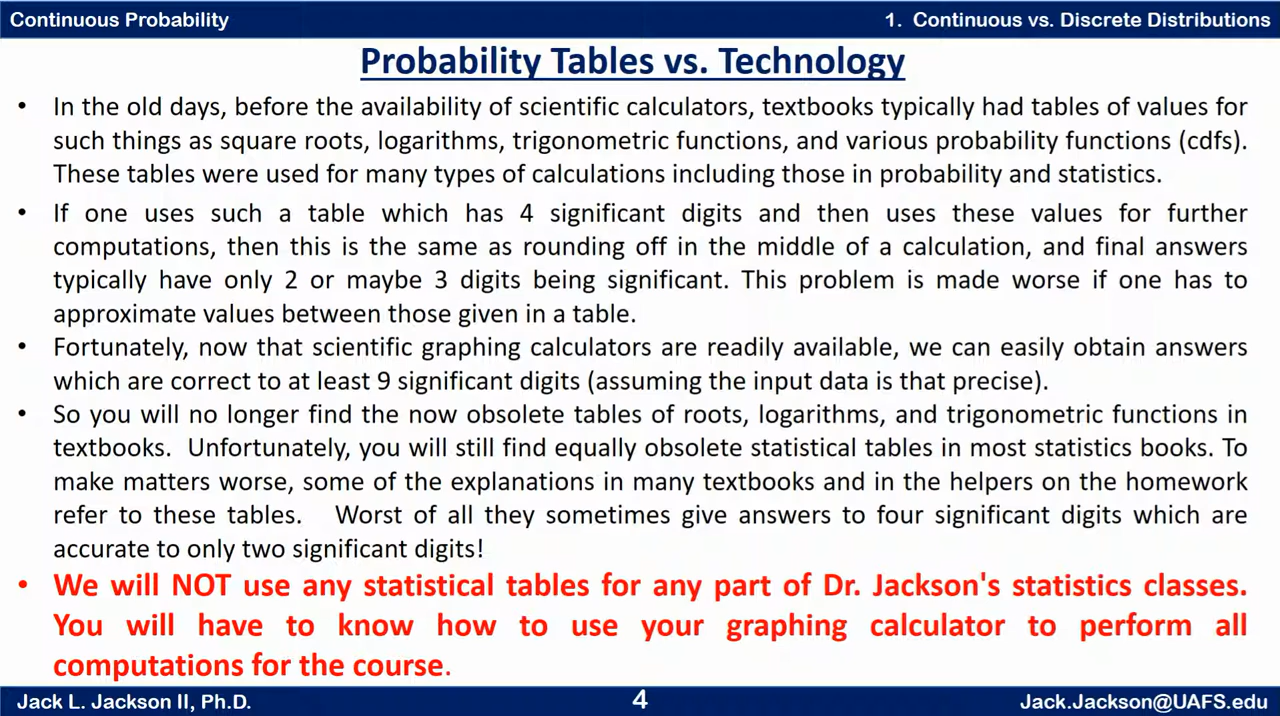 Continuous Probability
1. Continuous vs. Discrete Distributions
Probability Tables vs. Technology
• In the old days, before the availability of scientific calculators, textbooks typically had tables of values for
such things as square roots, logarithms, trigonometric functions, and various probability functions (cdfs).
These tables were used for many types of calculations including those in probability and statistics.
• If one uses such a table which has 4 significant digits and then uses these values for further
computations, then this is the same as rounding off in the middle of a calculation, and final answers
typically have only 2 or maybe 3 digits being significant. This problem is made worse if one has to
approximate values between those given in a table.
• Fortunately, now that scientific graphing calculators are readily available, we can easily obtain answers
which are correct to at least 9 significant digits (assuming the input data is that precise).
• So you will no longer find the now obsolete tables of roots, logarithms, and trigonometric functions in
textbooks. Unfortunately, you will still find equally obsolete statistical tables in most statistics books. To
make matters worse, some of the explanations in many textbooks and in the helpers on the homework
refer to these tables. Worst of all they sometimes give answers to four significant digits which are
accurate to only two significant digits!
• We will NOT use any statistical tables for any part of Dr. Jackson's statistics classes.
You will have to know how to use your graphing calculator to perform all
computations for the course.
Jack L. Jackson II, Ph.D.
4
Jack.Jackson@UAFS.edu